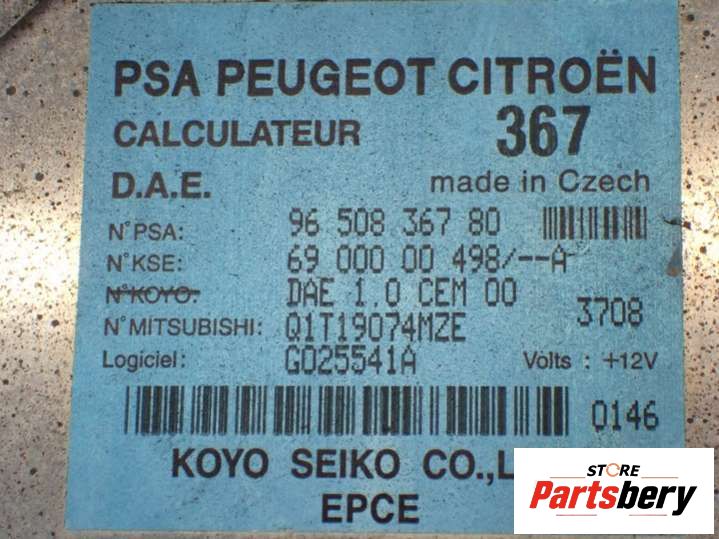 PSA PEUGEOT CITROËN
CALCULATEUR 367
D.A.E. made in Czech
N°PSA: 96 508 367 80
N°KSE: 69 000 00 498/--A
N°KOYO: DAE 1.0 CEM 00
3708
N°MITSUBISHI: Q1T19074MZE
Logiciel: G025541A Volts : +12V
0146
KOYO SEIKO CO.,L
EPCE
STORE
Partsbery